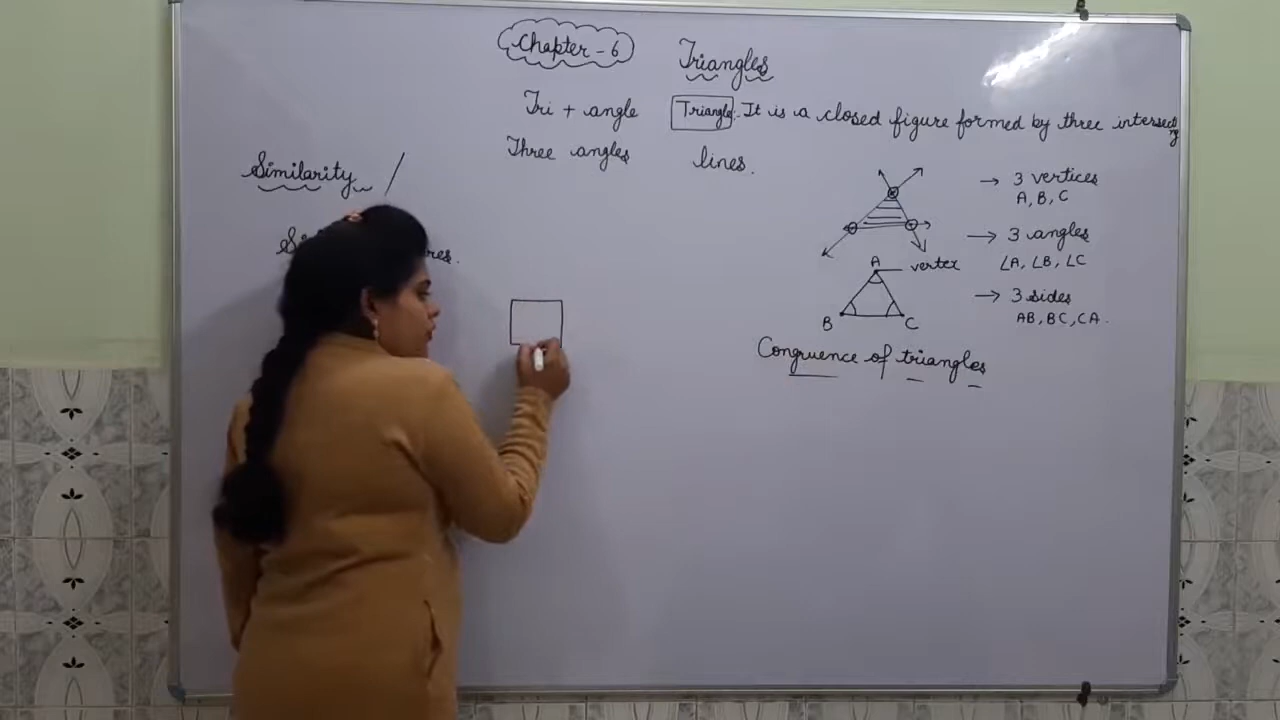 Chapter - 6 Triangles
Tri + angle
Three angles
Triangle:- It is a closed figure formed by three intersecting
lines.
Similarity /
→ 3 vertices
A, B, C
→ 3 angles
∠A, ∠B, ∠C
→ 3 sides
AB, BC, CA.
A vertex
B C
Congruence of triangles